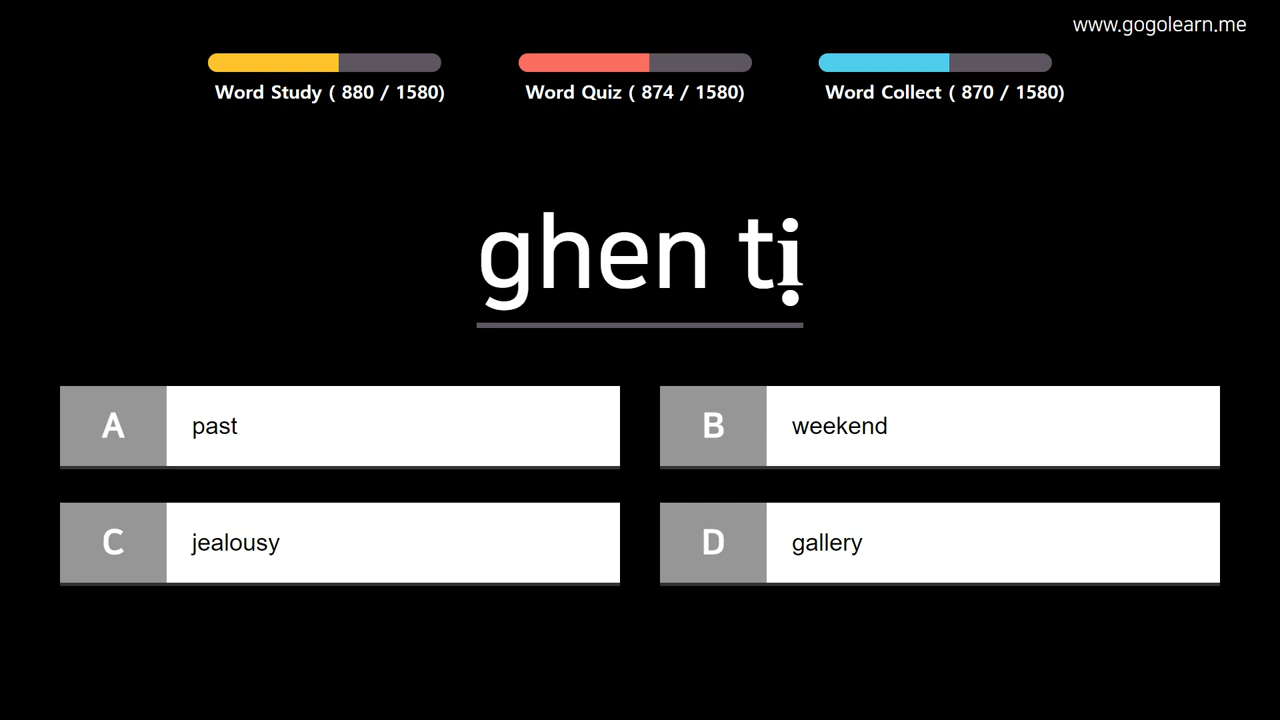 www.gogolearn.me
Word Study ( 880 / 1580)
Word Quiz ( 874 / 1580)
Word Collect ( 870 / 1580)
ghen tị
A past
B weekend
C jealousy
D gallery